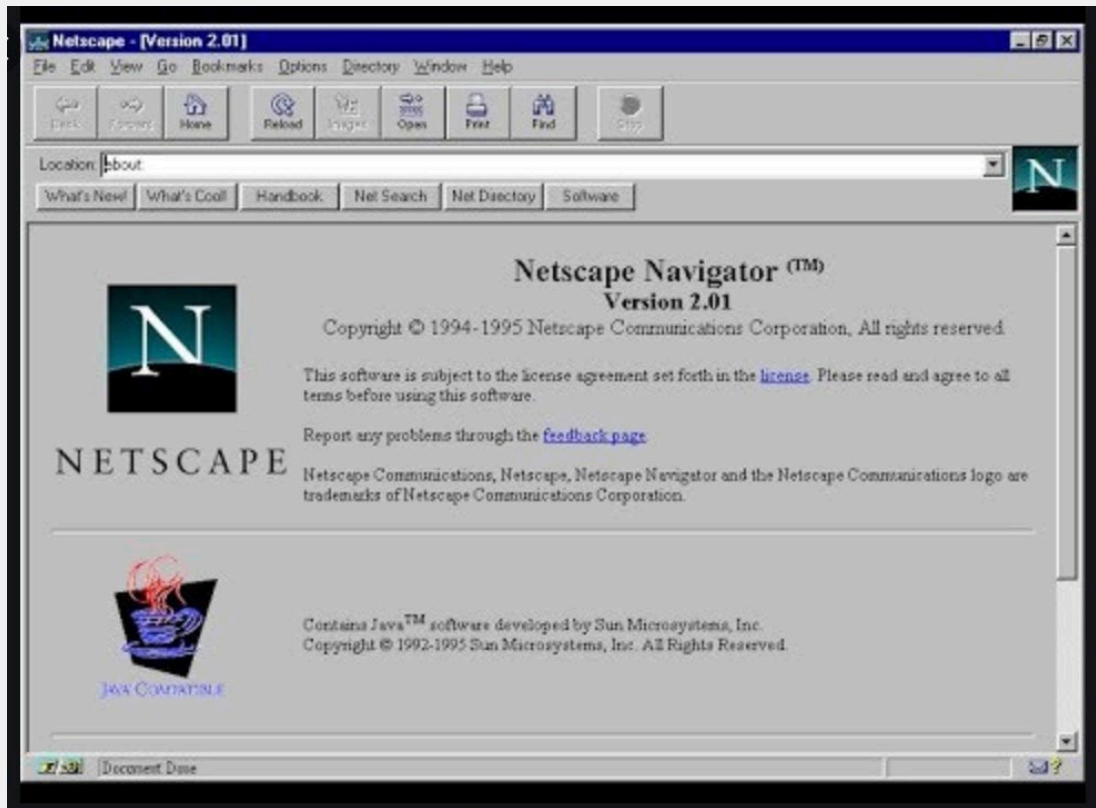 Netscape - [Version 2.01]
File Edit View Go Bookmarks Options Directory Window Help
Back Forward Home Reload Images Open Print Find Stop
Location: about:
N
What's New! What's Cool! Handbook Net Search Net Directory Software
Netscape Navigator (TM)
Version 2.01
Copyright © 1994-1995 Netscape Communications Corporation, All rights reserved.
N
NETSCAPE
This software is subject to the license agreement set forth in the license. Please read and agree to all
terms before using this software.
Report any problems through the feedback page.
Netscape Communications, Netscape, Netscape Navigator and the Netscape Communications logo are
trademarks of Netscape Communications Corporation.
JAVA COMPATIBLE
Contains Java™ software developed by Sun Microsystems, Inc.
Copyright © 1992-1995 Sun Microsystems, Inc. All Rights Reserved.
Document Done